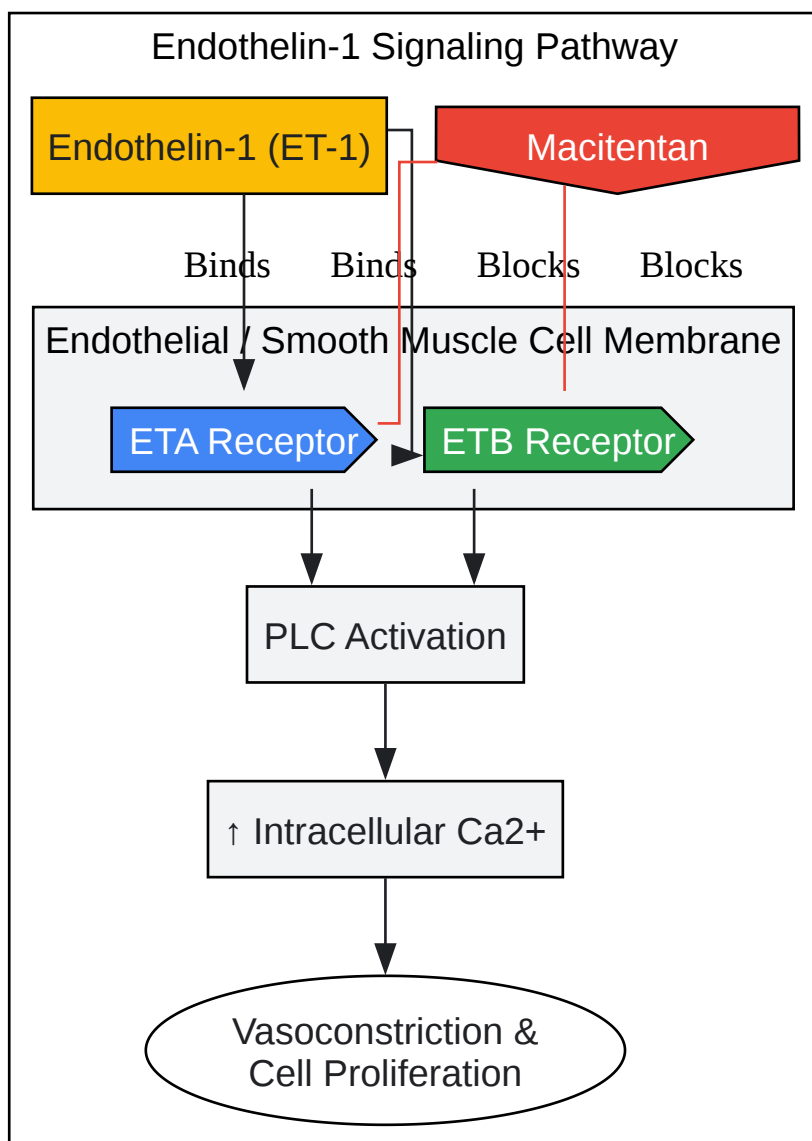 Endothelin-1 Signaling Pathway
Endothelin-1 (ET-1)
Macitentan
Binds
Binds
Blocks
Blocks
Endothelial / Smooth Muscle Cell Membrane
ETA Receptor
ETB Receptor
PLC Activation
↑ Intracellular Ca2+
Vasoconstriction &
Cell Proliferation